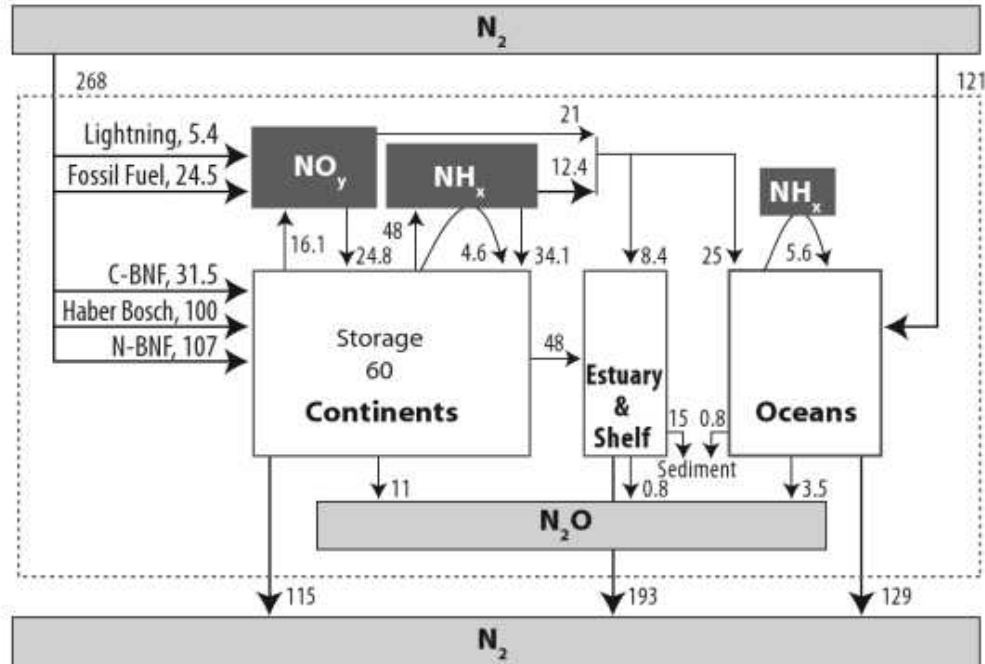 N2
268
121
Lightning, 5.4
21
NOy
NHx
Fossil Fuel, 24.5
12.4
NHx
16.1
24.8
48
4.6
34.1
8.4
25
5.6
C-BNF, 31.5
Haber Bosch, 100
N-BNF, 107
Storage
60
Continents
48
Estuary
&
Shelf
Oceans
15
0.8
Sediment
11
0.8
3.5
N2O
115
193
129
N2